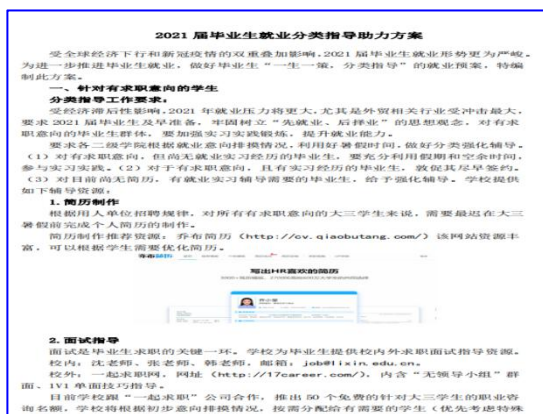 2021 届毕业生就业分类指导助力方案
受全球经济下行和新冠疫情的双重叠加影响，2021 届毕业生就业形势更为严峻。
为进一步推进毕业生就业，做好毕业生“一生一策，分类指导”的就业预案，特编
制此方案。
一、针对有求职意向的学生
分类指导工作要求：
受经济滞后性影响，2021 年就业压力将更大，尤其是外贸相关行业受冲击最大，
要求 2021 届毕业生及早准备，牢固树立“先就业、后择业”的思想观念，对有求
职意向的毕业生群体，要加强实习实践锻炼，提升就业能力。
要求各二级学院根据就业意向排摸情况，利用好暑假时间，做好分类强化辅导。
（1）对有求职意向，但尚无就业实习经历的毕业生，要充分利用假期和空余时间，
参与实习实践。（2）对于有求职意向，且有实习经历的毕业生，敦促其尽早签约。
（3）对目前尚无简历，有就业实习辅导需要的毕业生，给予强化辅导。学校提供
如下辅导资源：
1. 简历制作
根据用人单位招聘规律，对所有有求职意向的大三学生来说，需要最迟在大三
暑假前完成个人简历的制作。
简历制作推荐资源：乔布简历（http://cv.qiaobutang.com/）该网站资源丰
富，可以根据学生需要优化简历。
乔布简历
写出HR喜欢的简历
2. 面试指导
面试是毕业生求职的关键一环。学校为毕业生提供校内外求职面试指导资源。
校内：沈老师、张老师、韩老师，邮箱：job@lixin.edu.cn。
校外：一起求职网，网址（http://17career.com/），内含“无领导小组”群
面、1V1 单面技巧指导。
目前学校跟“一起求职”公司合作，推出 50 个免费的针对大三学生的职业咨
询名额，学校将根据初步意向排摸情况，按需分配给有需要的学生（优先考虑特殊